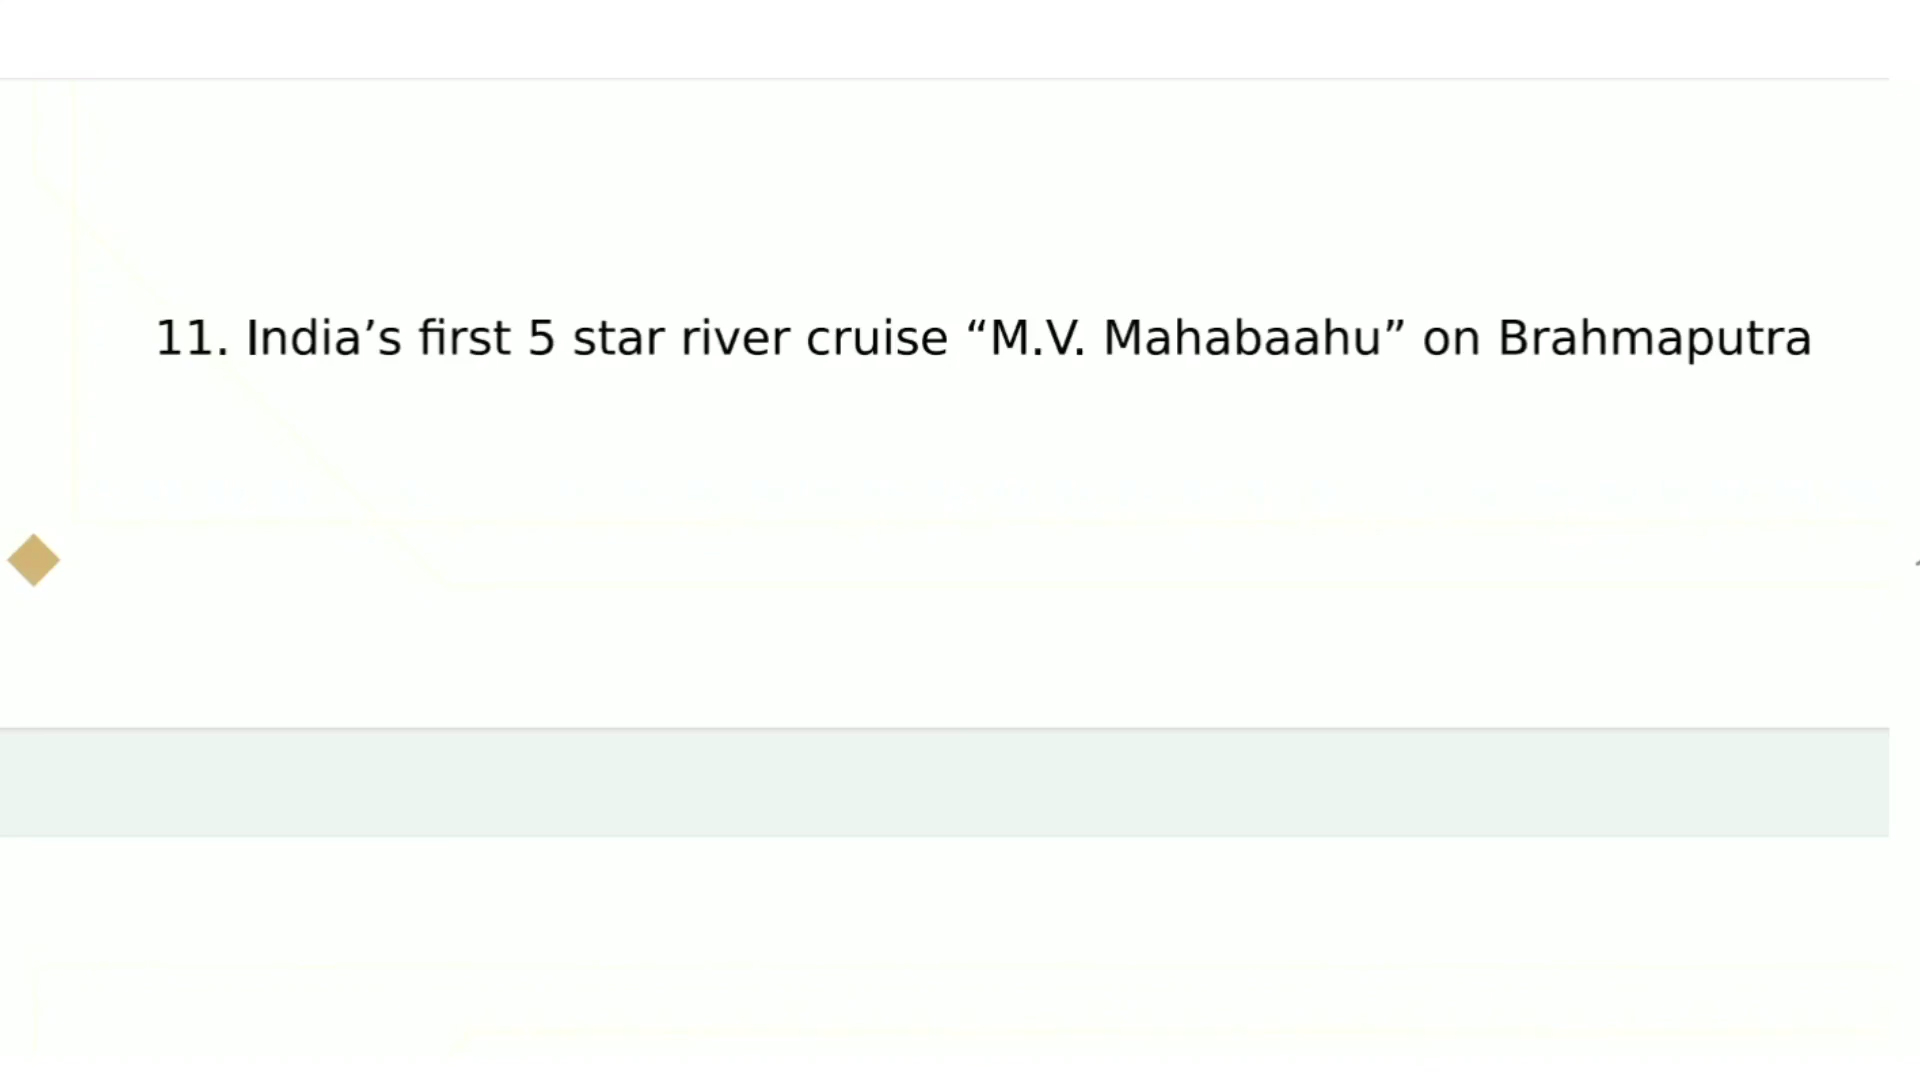 11. India’s first 5 star river cruise “M.V. Mahabaahu” on Brahmaputra